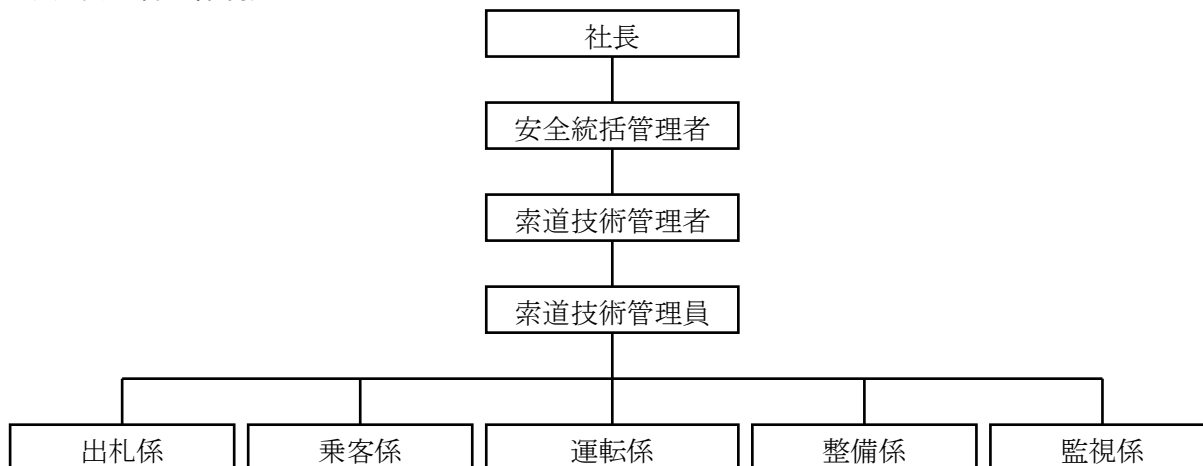 社長
安全統括管理者
索道技術管理者
索道技術管理員
出札係
乗客係
運転係
整備係
監視係